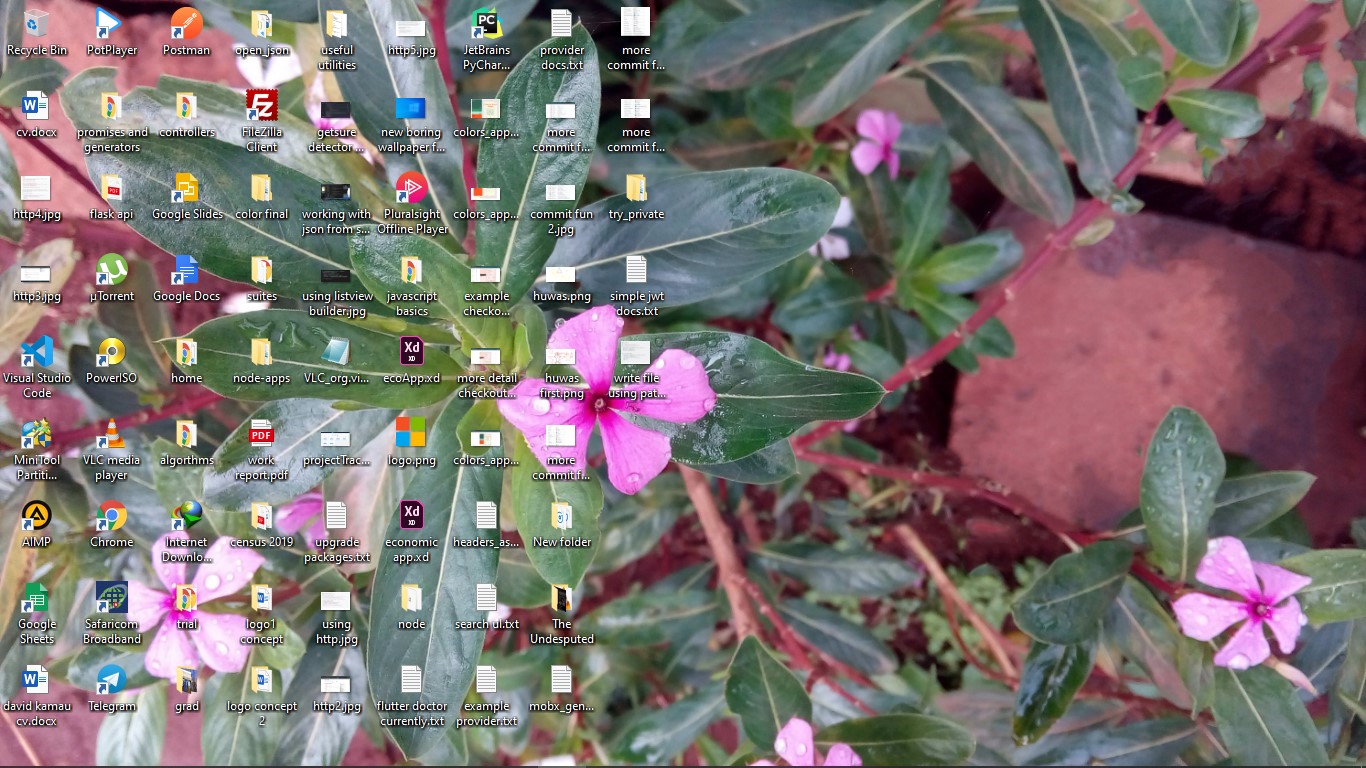 Recycle Bin
PotPlayer
Postman
open_json
useful
utilities
http5.jpg
JetBrains
PyChar...
provider
docs.txt
more
commit f...
cv.docx
promises and
generators
controllers
FileZilla
Client
getsure
detector ...
new boring
wallpaper f...
colors_app...
more
commit f...
more
commit f...
http4.jpg
flask api
Google Slides
color final
working with
json from s...
Pluralsight
Offline Player
colors_app...
commit fun
2.jpg
try_private
http3.jpg
µTorrent
Google Docs
suites
using listview
builder.jpg
javascript
basics
example
checko...
huwas.png
simple jwt
docs.txt
Visual Studio
Code
PowerISO
home
node-apps
VLC_org.vi...
ecoApp.xd
more detail
checkout...
huwas
first.png
write file
using pat...
MiniTool
Partiti...
VLC media
player
algorthms
work
report.pdf
projectTrac...
logo.png
colors_app...
more
commit f...
AIMP
Chrome
Internet
Downlo...
census 2019
upgrade
packages.txt
economic
app.xd
headers_as...
New folder
Google
Sheets
Safaricom
Broadband
trial
logo1
concept
using
http.jpg
node
search ul.txt
The
Undesputed
david kamau
cv.docx
Telegram
grad
logo concept
2
http2.jpg
flutter doctor
currently.txt
example
provider.txt
mobx_gen...